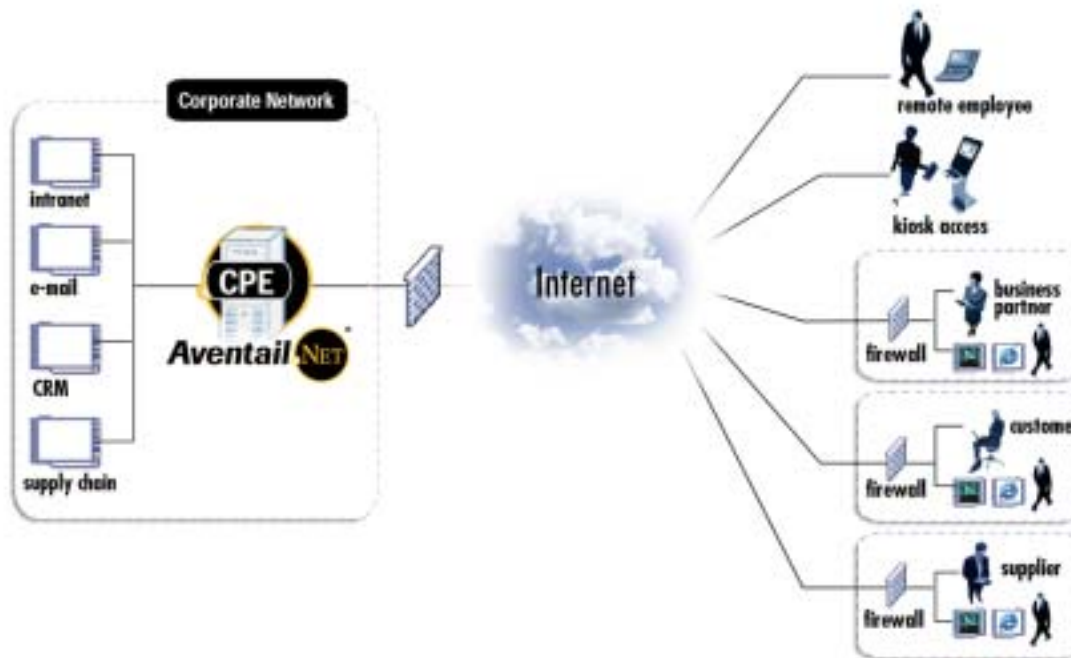 Corporate Network
intranet
e-mail
CRM
supply chain
CPE
Aventail.NET
Internet
remote employee
kiosk access
business
partner
firewall
custome
firewall
supplier
firewall